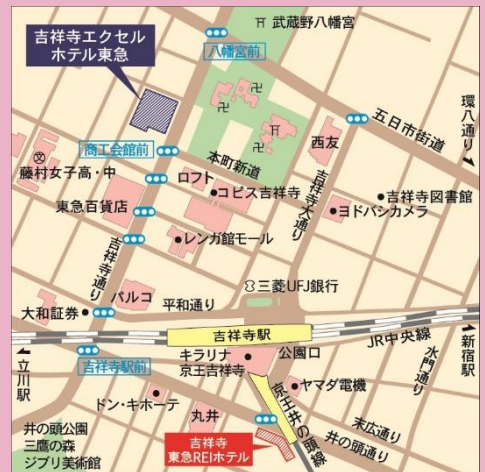 武蔵野八幡宮
吉祥寺エクセル
ホテル東急
八幡宮前
環八通り
五日市街道
西友
商工会館前
本町新道
藤村女子高・中
ロフト
コピス吉祥寺
吉祥寺大通り
吉祥寺図書館
ヨドバシカメラ
東急百貨店
レンガ館モール
吉祥寺通り
三菱UFJ銀行
パルコ
平和通り
大和証券
吉祥寺駅
JR中央線
新宿駅
水門通り
吉祥寺駅前
キラリナ
京王吉祥寺
公園口
立川駅
ヤマダ電機
ドン・キホーテ
京王井の頭線
丸井
末広通り
井の頭通り
井の頭公園
三鷹の森
ジブリ美術館
吉祥寺
東急REIホテル